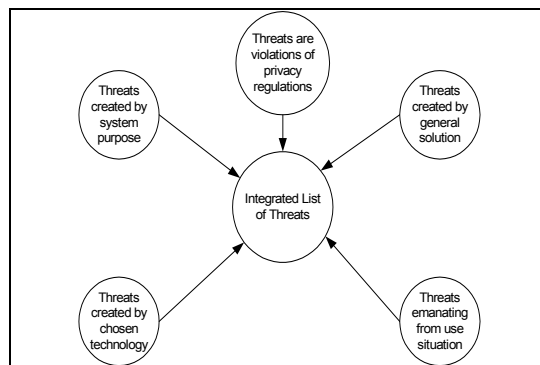 Threats are
violations of
privacy
regulations
Threats
created by
system
purpose
Threats
created by
general
solution
Integrated List
of Threats
Threats
created by
chosen
technology
Threats
emanating
from use
situation